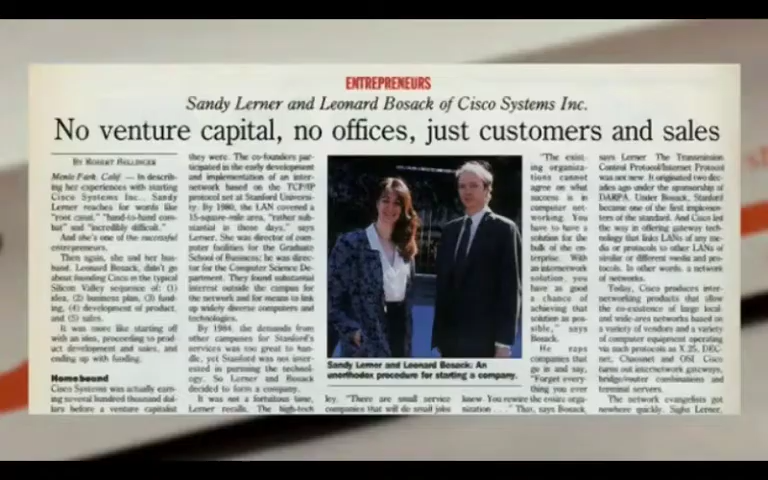 ENTREPRENEURS
Sandy Lerner and Leonard Bosack of Cisco Systems Inc.
No venture capital, no offices, just customers and sales
BY ROBERT
Menlo Park, Calif. — In describ-
ing her experiences with starting
Cisco Systems Inc., Sandy
Lerner reaches for words like
"root canal," "hand-to-hand com-
bat" and "incredibly difficult."
And she's one of the successful
entrepreneurs.
Then again, she and her hus-
band, Leonard Bosack, didn't go
about founding Cisco in the typical
Silicon Valley sequence of: (1)
idea, (2) business plan, (3) fund-
ing, (4) development of product,
and (5) sales.
It was more like starting off
with an idea, proceeding to prod-
uct development and sales, and
ending up with funding.
Homebound
Cisco Systems was actually earn-
ing several hundred thousand dol-
lars before a venture capitalist
they were. The co-founders par-
ticipated in the early development
and implementation of an inter-
network based on the TCP/IP
protocol set at Stanford Universi-
ty. By 1980, the LAN covered a
15-square-mile area, "rather sub-
stantial in those days," says
Lerner. She was director of com-
puter facilities for the Graduate
School of Business; he was direc-
tor for the Computer Science De-
partment. They found substantial
interest outside the campus for
the network and for means to link
up widely diverse computers and
technologies.
By 1984, the demands from
other campuses for Stanford's
services was too great to han-
dle, yet Stanford was not inter-
ested in pursuing the technol-
ogy. So Lerner and Bosack
decided to form a company.
It was not a fortuitous time,
Lerner recalls. The high-tech
Sandy Lerner and Leonard Bosack: An
unorthodox procedure for starting a company.
ley. "There are small service
companies that will do small jobs
"The exist-
ing organiza-
tions cannot
agree on what
success is in
computer net-
working. You
have to have a
solution for the
bulk of the en-
terprise. With
an internetwork
solution, you
have as good
a chance of
achieving that
solution as pos-
sible," says
Bosack.
He says
companies that
go in and say,
"Forget every-
thing you ever
knew. You rewire the entire orga-
nization . . ." That, says Bosack,
says Lerner. The Transmission
Control Protocol/Internet Protocol
was not new. It originated two dec-
ades ago under the sponsorship of
DARPA. Under Bosack, Stanford
became one of the first implemen-
ters of the standard. And Cisco led
the way in offering gateway tech-
nology that links LANs of any me-
dia or protocols to other LANs of
similar or different media and pro-
tocols. In other words, a network
of networks.
Today, Cisco produces inter-
networking products that allow
the co-existence of large local-
and wide-area networks based on
a variety of vendors and a variety
of computer equipment operating
via such protocols as X.25, DEC-
net, Chaosnet and OSI. Cisco
turns out internetwork gateways,
bridge/router combinations and
terminal servers.
The network evangelists got
nowhere quickly. Sighs Lerner,